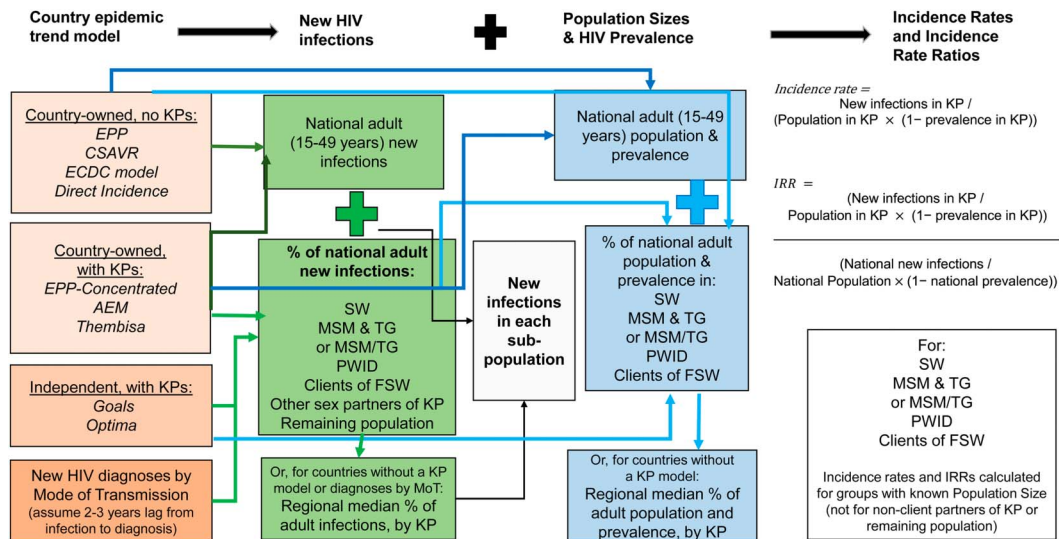 Country epidemic
trend model
New HIV
infections
Population Sizes
& HIV Prevalence
Incidence Rates
and Incidence
Rate Ratios
Country-owned, no KPs:
EPP
CSAVR
ECDC model
Direct Incidence
Country-owned,
with KPs:
EPP-Concentrated
AEM
Thembisa
Independent, with KPs:
Goals
Optima
New HIV diagnoses by
Mode of Transmission
(assume 2-3 years lag from
infection to diagnosis)
National adult
(15-49 years) new
infections
% of national adult
new infections:
SW
MSM & TG
or MSM/TG
PWID
Clients of FSW
Other sex partners of KP
Remaining population
Or, for countries without a KP
model or diagnoses by MoT:
Regional median % of
adult infections, by KP
New
infections
in each
sub-
population
National adult (15-49
years) population &
prevalence
% of national adult
population &
prevalence in:
SW
MSM & TG
or MSM/TG
PWID
Clients of FSW
Or, for countries without
a KP model:
Regional median % of
adult population and
prevalence, by KP
Incidence rate =
New infections in KP /
(Population in KP × (1− prevalence in KP))
IRR =
(New infections in KP /
Population in KP × (1− prevalence in KP))
(National new infections /
National Population × (1− national prevalence))
For:
SW
MSM & TG
or MSM/TG
PWID
Clients of FSW
Incidence rates and IRRs calculated
for groups with known Population Size
(not for non-client partners of KP or
remaining population)